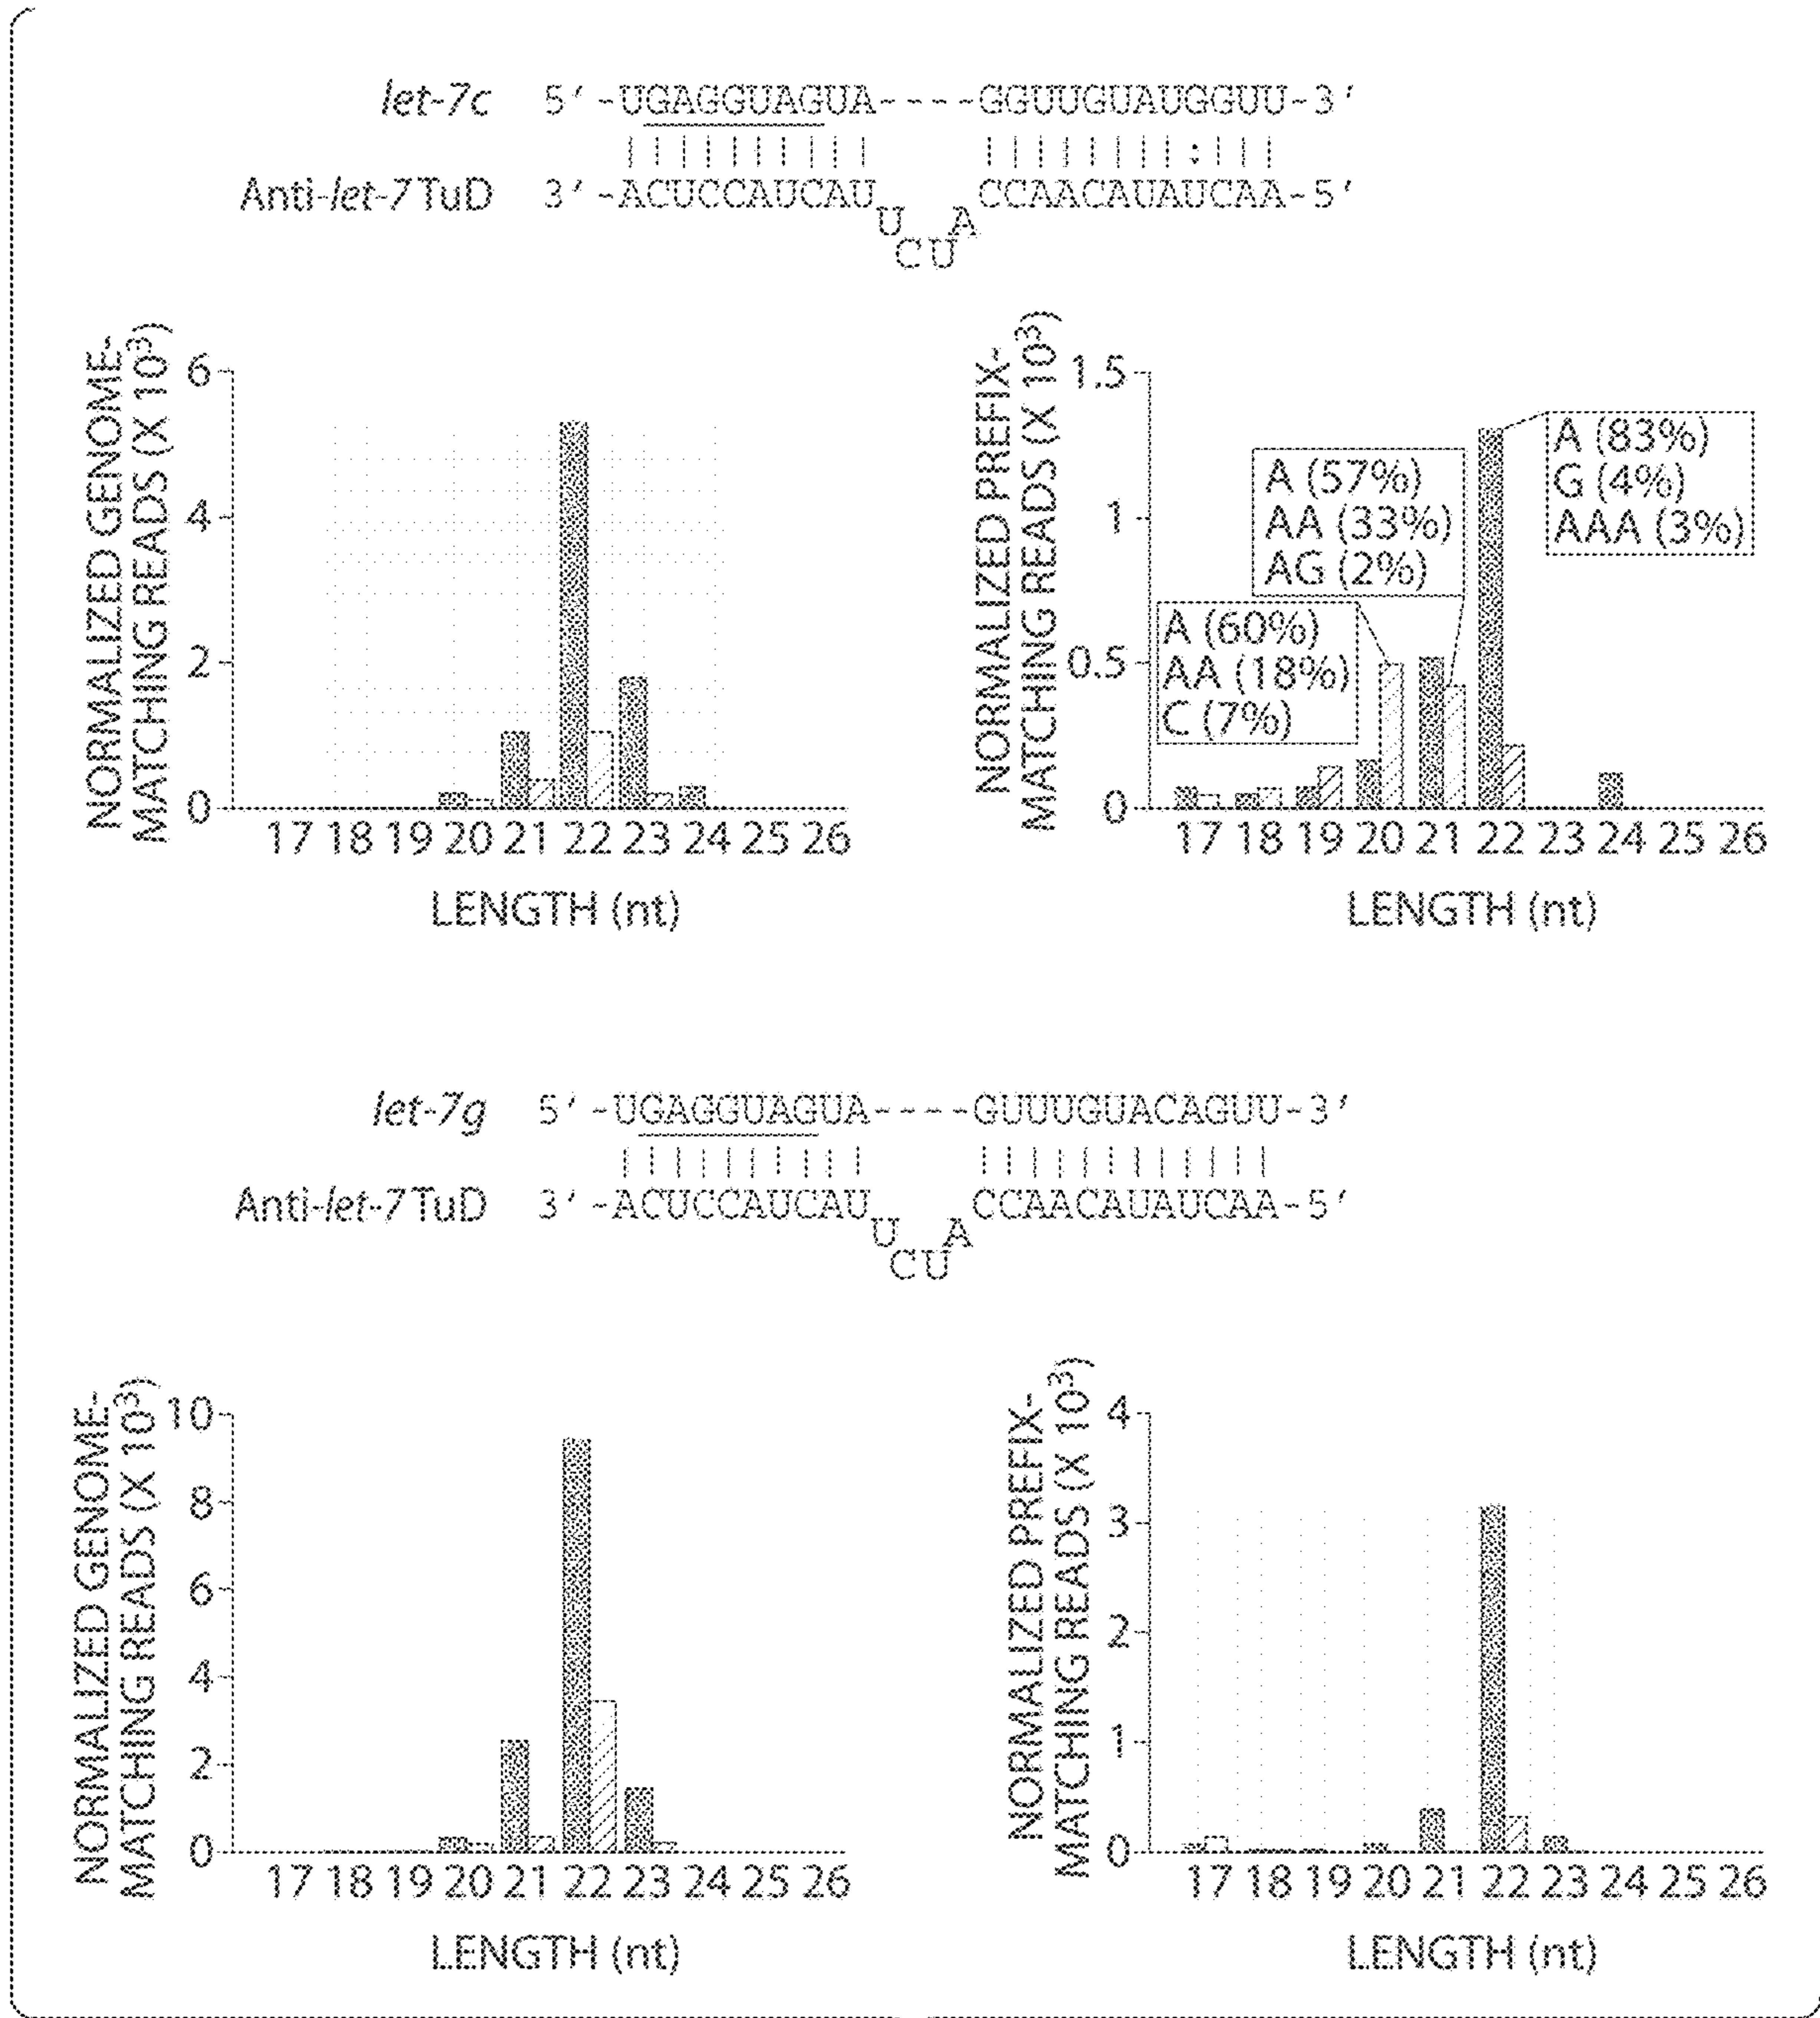 let-7c 5′ -UGAGGUAGUA----GGUUGUAUGGUU-3′
||||||||| ||||||||:|||
Anti-let-7 TuD 3′ -ACUCCAUCAU CCAACAUAUCAA-5′
U A
CU
NORMALIZED GENOME-
MATCHING READS (X 10³)
6
4
2
0
17 18 19 20 21 22 23 24 25 26
LENGTH (nt)
NORMALIZED PREFIX-
MATCHING READS (X 10³)
1.5
1
0.5
0
A (60%)
AA (18%)
C (7%)
A (57%)
AA (33%)
AG (2%)
A (83%)
G (4%)
AAA (3%)
17 18 19 20 21 22 23 24 25 26
LENGTH (nt)
let-7g 5′ -UGAGGUAGUA----GUUUGUACAGUU-3′
||||||||| ||||||||||||
Anti-let-7 TuD 3′ -ACUCCAUCAU CCAACAUAUCAA-5′
U A
CU
NORMALIZED GENOME-
MATCHING READS (X 10³)
10
8
6
4
2
0
17 18 19 20 21 22 23 24 25 26
LENGTH (nt)
NORMALIZED PREFIX-
MATCHING READS (X 10³)
4
3
2
1
0
17 18 19 20 21 22 23 24 25 26
LENGTH (nt)